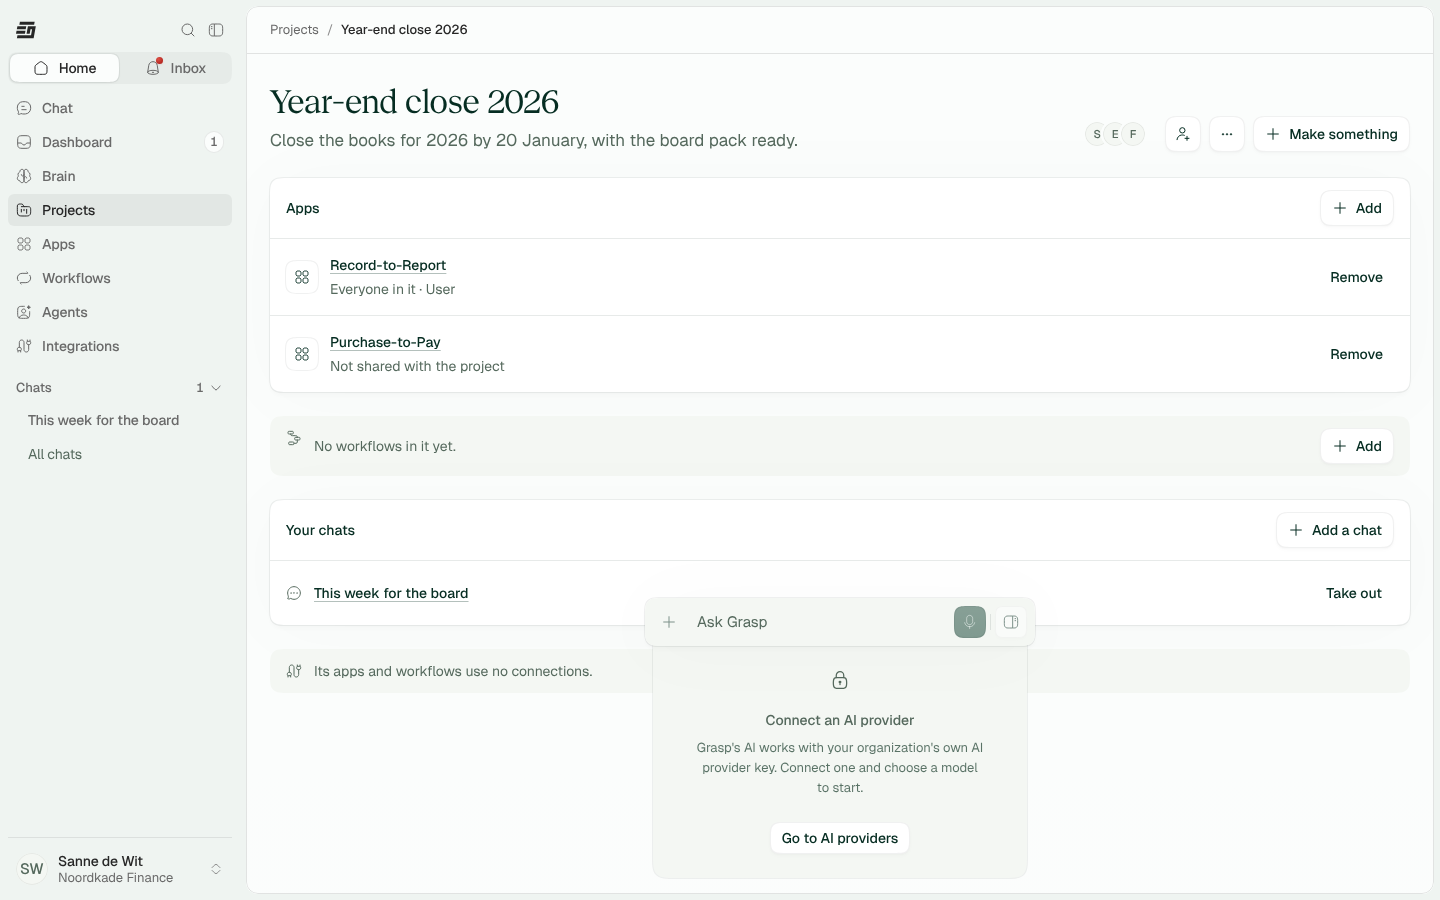 Projects / Year-end close 2026
Home
Inbox
Chat
Dashboard
1
Brain
Projects
Apps
Workflows
Agents
Integrations
Chats
1
This week for the board
All chats
Sanne de Wit
Noordkade Finance
SW
Year-end close 2026
Close the books for 2026 by 20 January, with the board pack ready.
S E F
Make something
Apps
Add
Record-to-Report
Everyone in it · User
Remove
Purchase-to-Pay
Not shared with the project
Remove
No workflows in it yet.
Add
Your chats
Add a chat
This week for the board
Take out
Its apps and workflows use no connections.
Ask Grasp
Connect an AI provider
Grasp's AI works with your organization's own AI
provider key. Connect one and choose a model
to start.
Go to AI providers